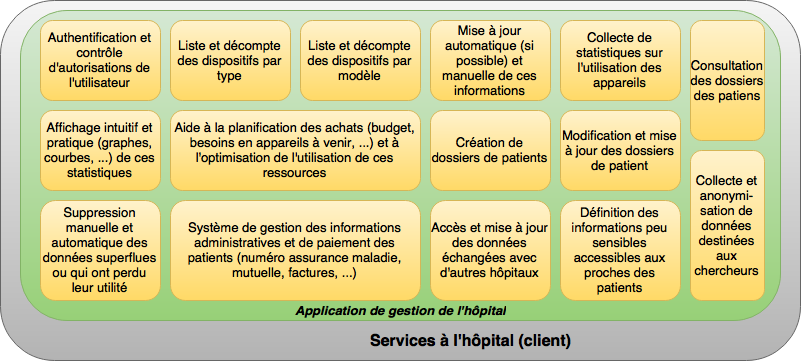 Authentification et
contrôle
d'autorisations de
l'utilisateur
Liste et décompte
des dispositifs par
type
Liste et décompte
des dispositifs par
modèle
Mise à jour
automatique (si
possible) et
manuelle de ces
informations
Collecte de
statistiques sur
l'utilisation des
appareils
Consultation
des dossiers
des patiens
Affichage intuitif et
pratique (graphes,
courbes, ...) de ces
statistiques
Aide à la planification des achats (budget,
besoins en appareils à venir, ...) et à
l'optimisation de l'utilisation de ces
ressources
Création de
dossiers de patients
Modification et mise
à jour des dossiers
de patient
Collecte et
anonymi-
sation de
données
destinées
aux
chercheurs
Suppression
manuelle et
automatique des
données superflues
ou qui ont perdu
leur utilité
Système de gestion des informations
administratives et de paiement des
patients (numéro assurance maladie,
mutuelle, factures, ...)
Accès et mise à jour
des données
échangées avec
d'autres hôpitaux
Définition des
informations peu
sensibles
accessibles aux
proches des
patients
Application de gestion de l'hôpital
Services à l'hôpital (client)